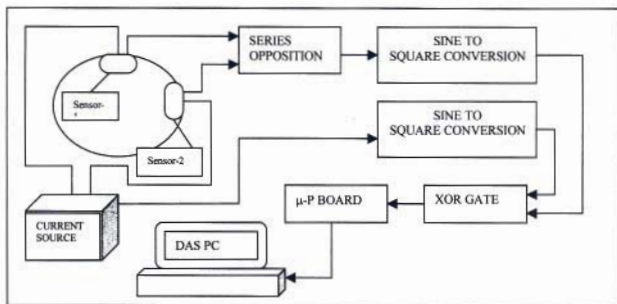 SERIES
OPPOSITION
SINE TO
SQUARE CONVERSION
Sensor-
SINE TO
SQUARE CONVERSION
Sensor-2
μ-P BOARD
XOR GATE
CURRENT
SOURCE
DAS PC